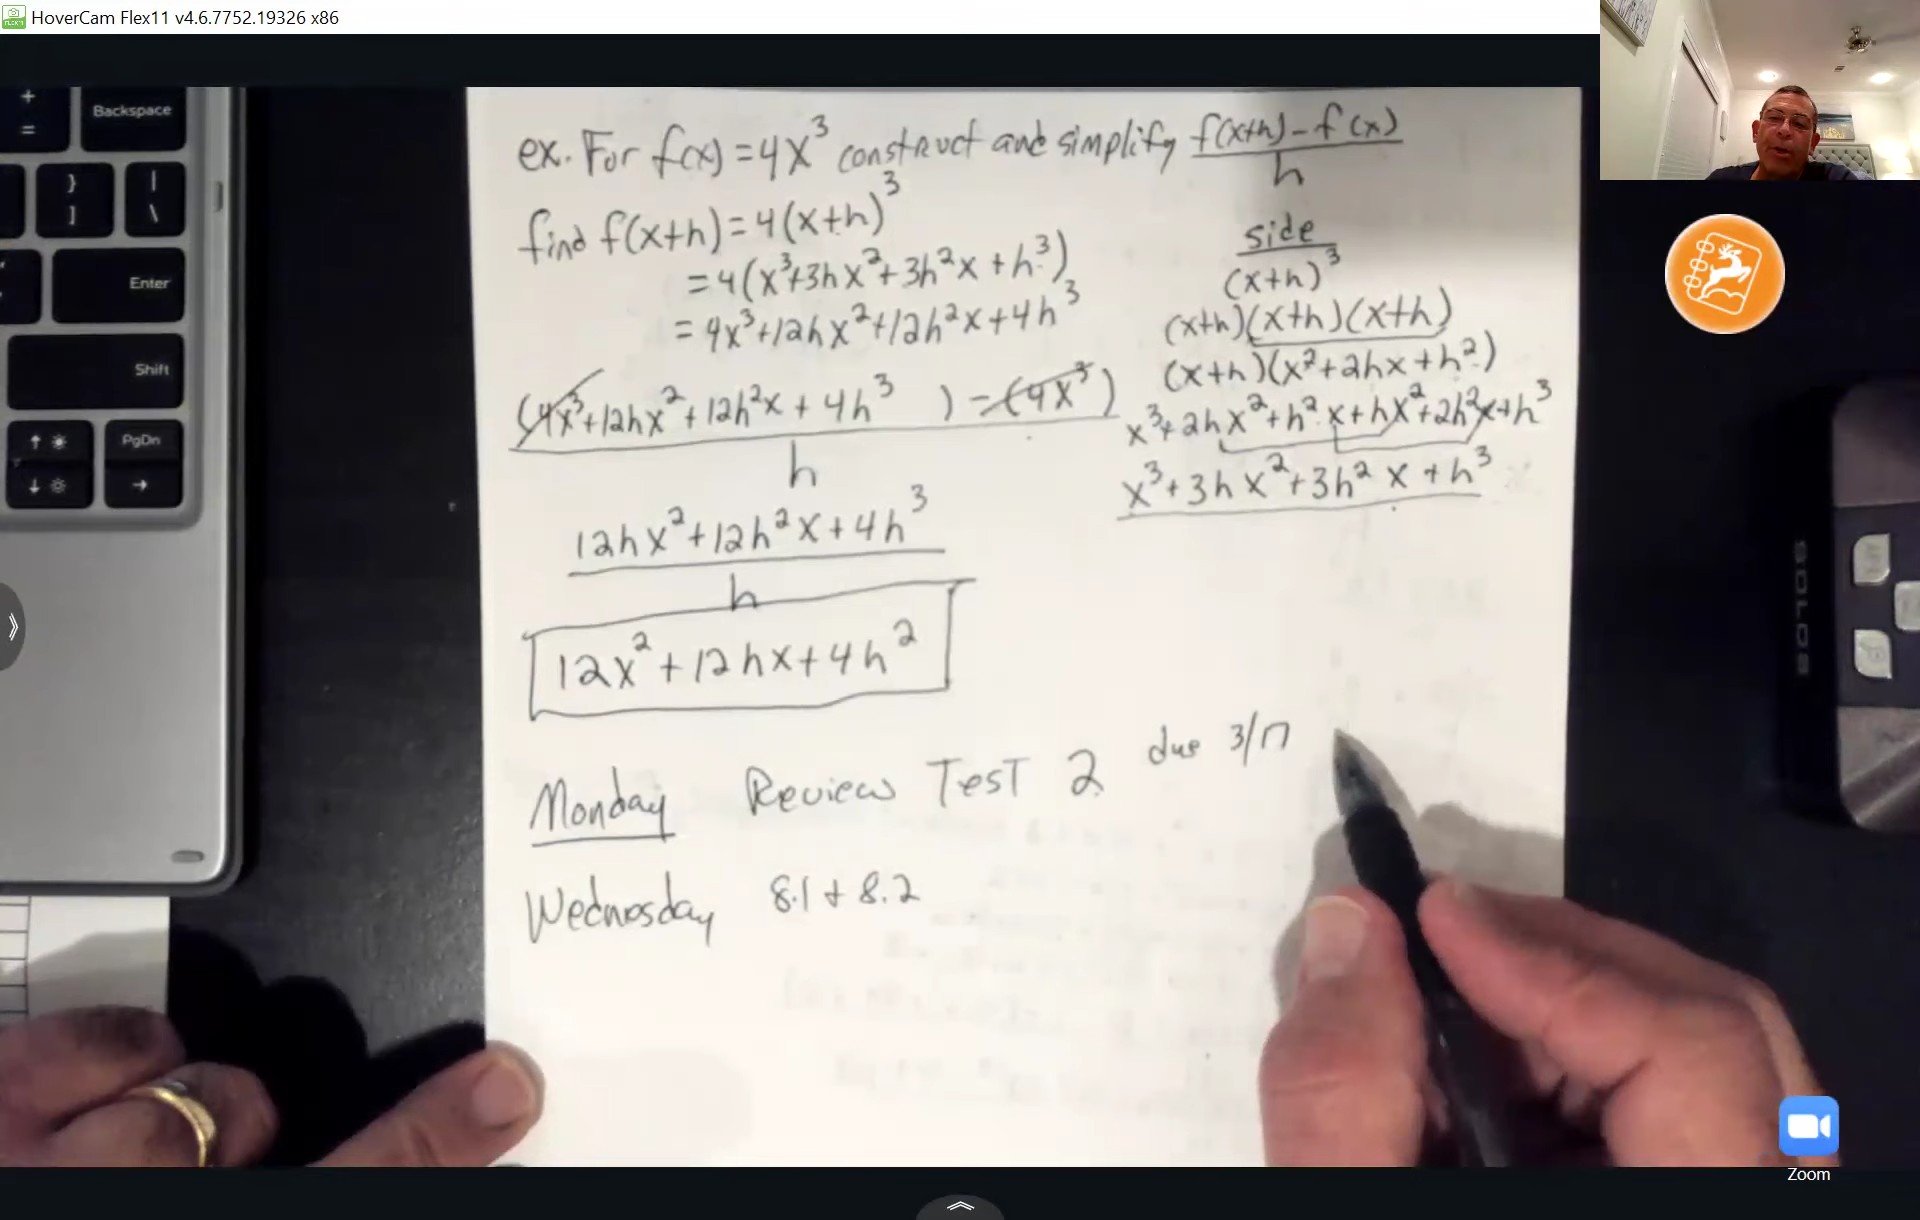 HoverCam Flex11 v4.6.7752.19326 x86
+
=
Backspace
}
]
|
\
Enter
Shift
PgDn
ex. For f(x) = 4x³ construct and simplify f(x+h) - f(x) / h
find f(x+h) = 4(x+h)³
= 4(x³+3hx²+3h²x+h³)
= 4x³+12hx²+12h²x+4h³
(4x³+12hx²+12h²x+4h³) - (4x³)
h
12hx²+12h²x+4h³
h
12x²+12hx+4h²
side
(x+h)³
(x+h)(x+h)(x+h)
(x+h)(x²+2hx+h²)
x³+2hx²+h²x+hx²+2h²x+h³
x³+3hx²+3h²x+h³
Monday Review Test 2 due 3/17
Wednesday 8.1 + 8.2
SOLDS
Zoom